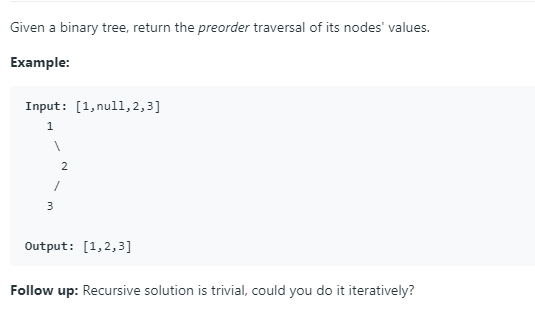 Given a binary tree, return the preorder traversal of its nodes' values.
Example:
Input: [1,null,2,3]
1
\
2
/
3
Output: [1,2,3]
Follow up: Recursive solution is trivial, could you do it iteratively?